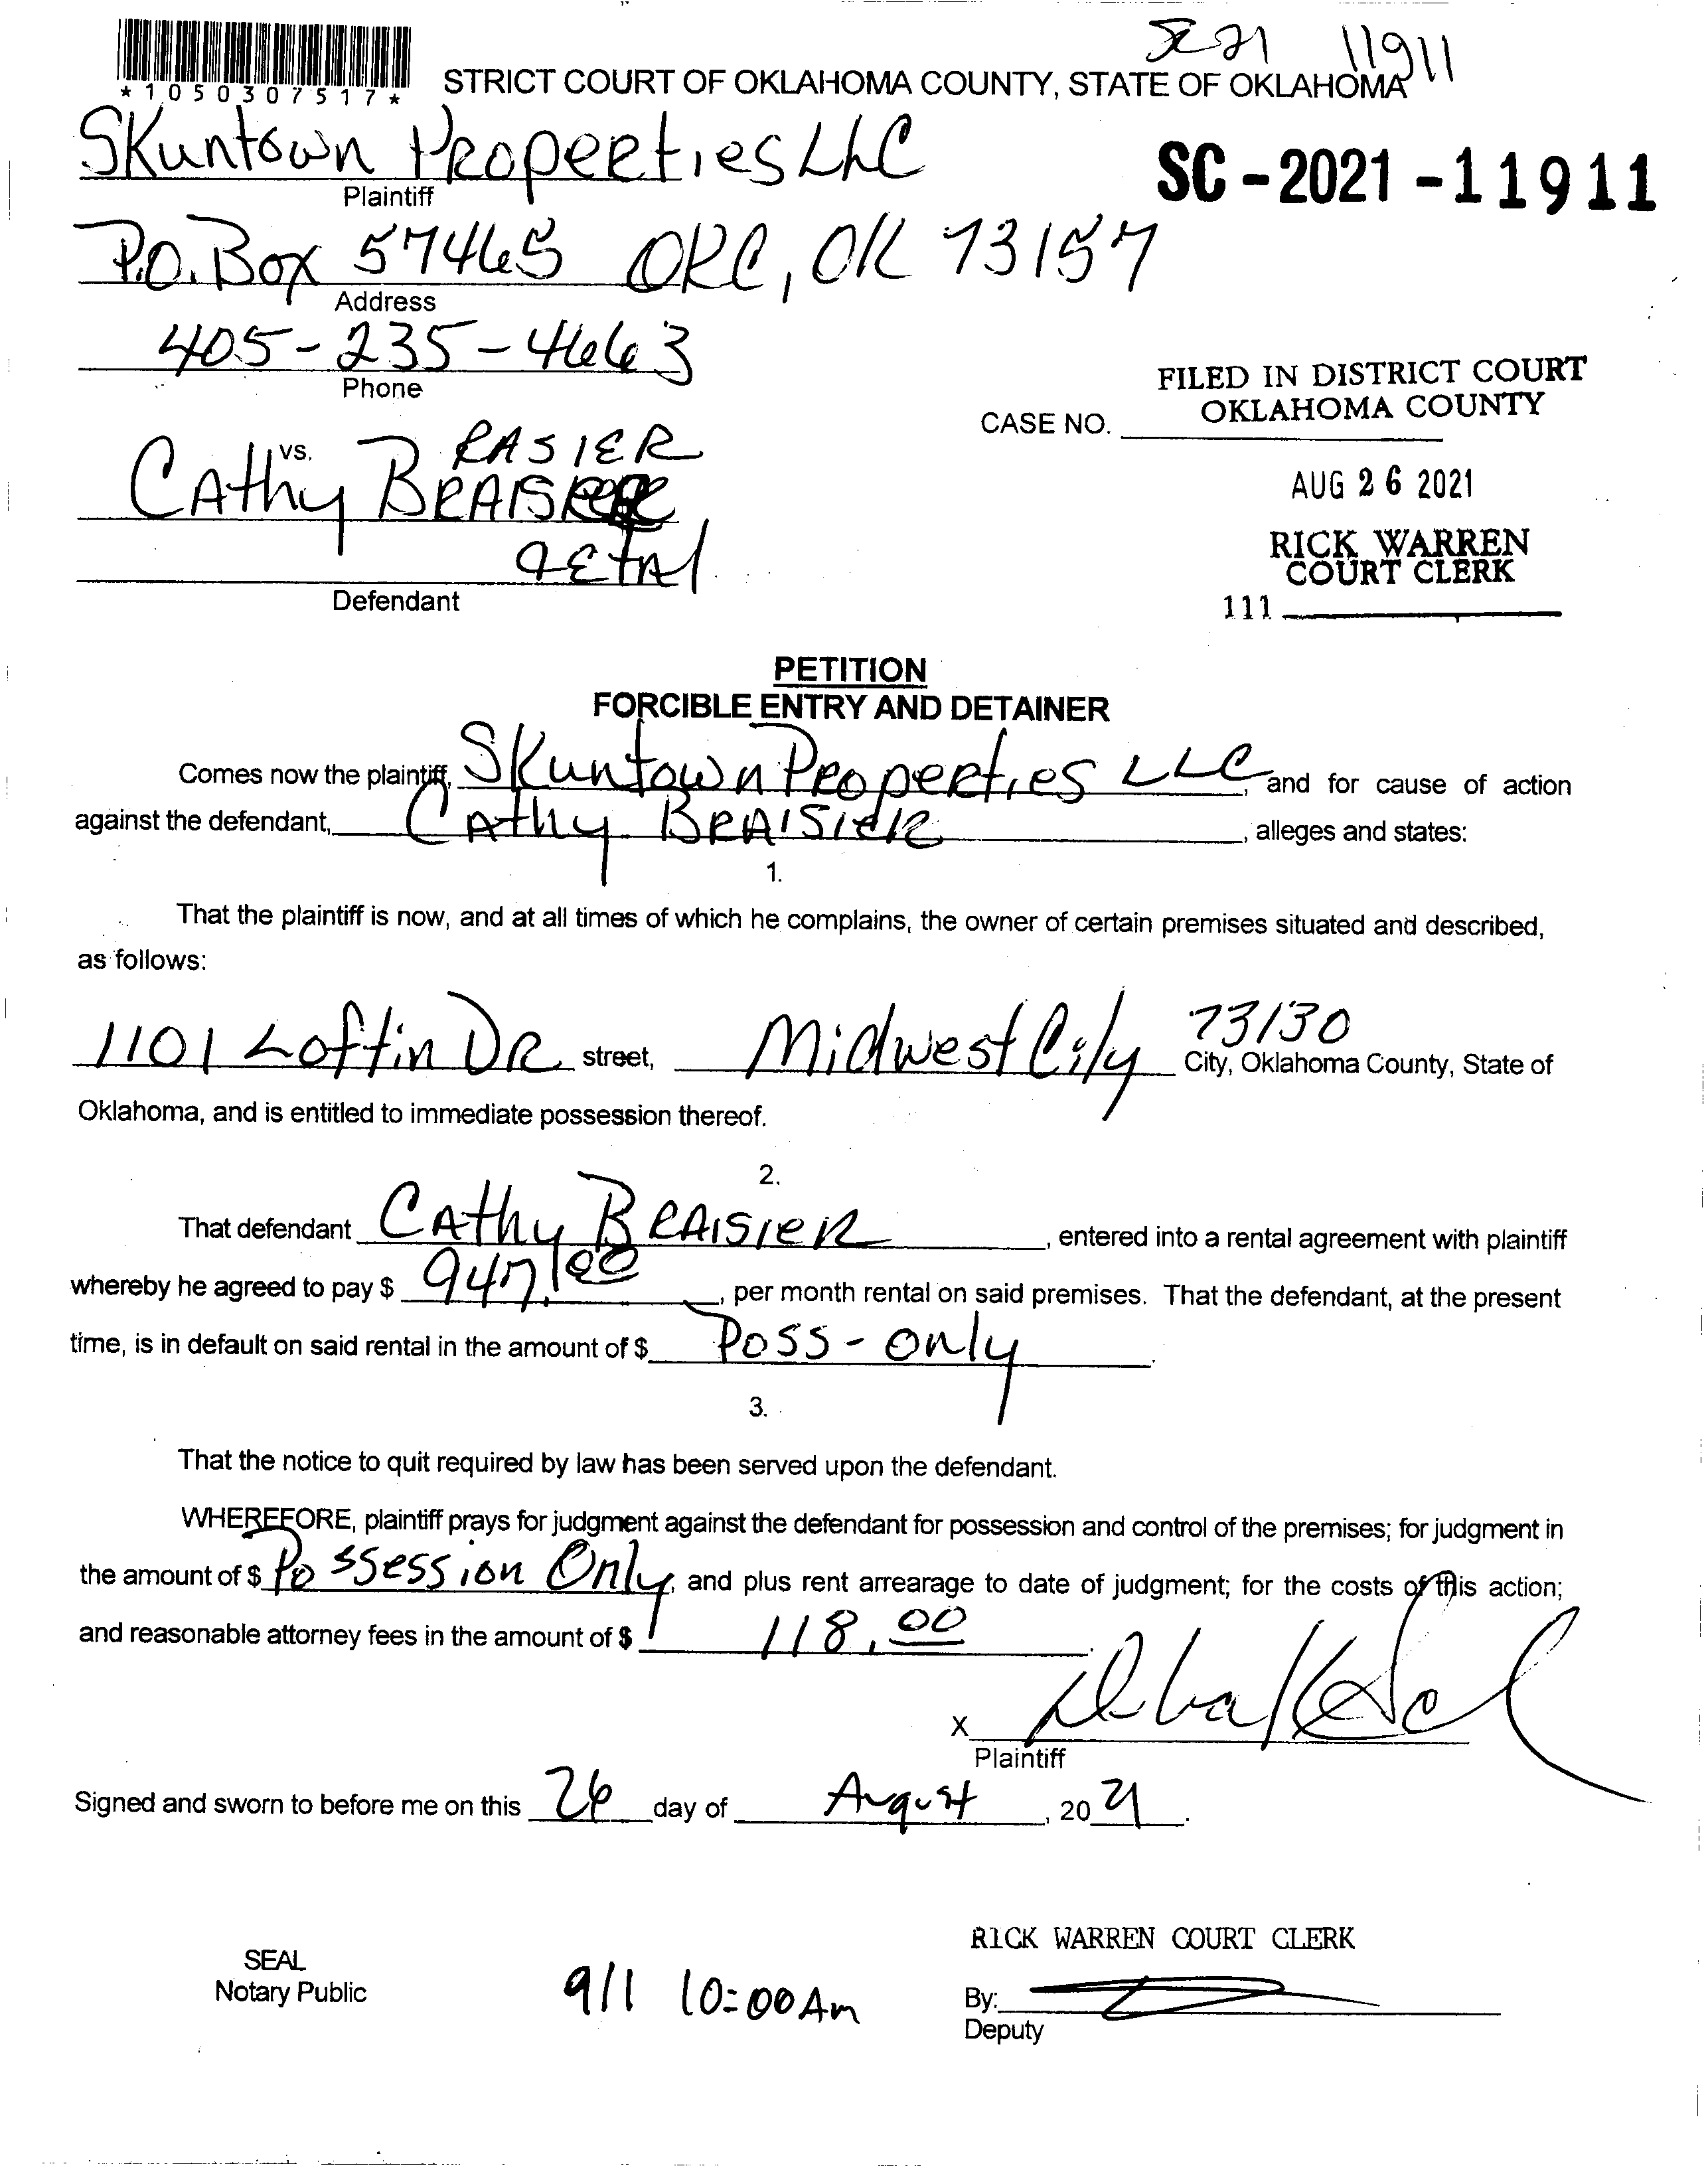 SC 21 11911
*1050307517*
STRICT COURT OF OKLAHOMA COUNTY, STATE OF OKLAHOMA
Skuntown Properties LLC
Plaintiff
SC-2021-11911
P.O. Box 57465 OKC, OK 73157
Address
405-235-4663
Phone
FILED IN DISTRICT COURT
OKLAHOMA COUNTY
CASE NO.
vs.
RASIER
Cathy BRAIS
AUG 26 2021
RICK WARREN
COURT CLERK
&ETAl
Defendant
111
PETITION
FORCIBLE ENTRY AND DETAINER
Comes now the plaintiff, Skuntown Properties LLC, and for cause of action
against the defendant, Cathy BRAISIER, alleges and states:
1.
That the plaintiff is now, and at all times of which he complains, the owner of certain premises situated and described,
as follows:
1101 Loftin DR street, Midwest City 73130 City, Oklahoma County, State of
Oklahoma, and is entitled to immediate possession thereof.
2.
That defendant Cathy BRAISIER, entered into a rental agreement with plaintiff
whereby he agreed to pay $ 947.00, per month rental on said premises. That the defendant, at the present
time, is in default on said rental in the amount of $ Poss-only.
3.
That the notice to quit required by law has been served upon the defendant.
WHEREFORE, plaintiff prays for judgment against the defendant for possession and control of the premises; for judgment in
the amount of $ Possession Only, and plus rent arrearage to date of judgment; for the costs of this action;
and reasonable attorney fees in the amount of $ 118.00.
X
Plaintiff
Signed and sworn to before me on this 26 day of August, 2021.
RICK WARREN COURT CLERK
SEAL
Notary Public
9/1 10:00 Am
By:
Deputy